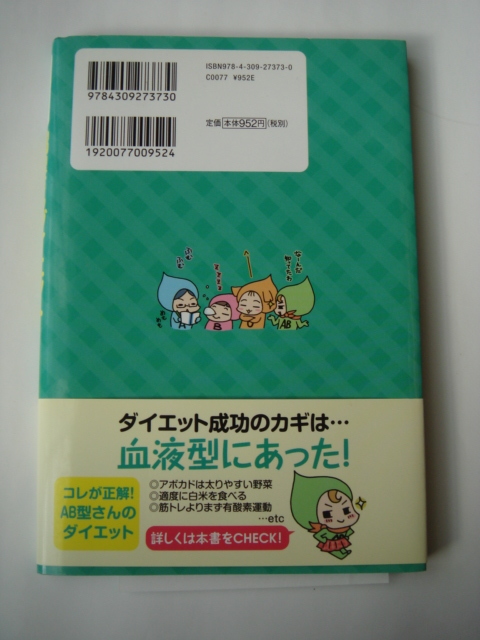 ISBN978-4-309-27373-0
C0077 ¥952E
9784309273730
定価 本体952円(税別)
1920077009524
B
AB
ダイエット成功のカギは…
血液型にあった!
コレが正解!
AB型さんの
ダイエット
◎アボカドは太りやすい野菜
◎適度に白米を食べる
◎筋トレよりまず有酸素運動
…etc
詳しくは本書をCHECK!